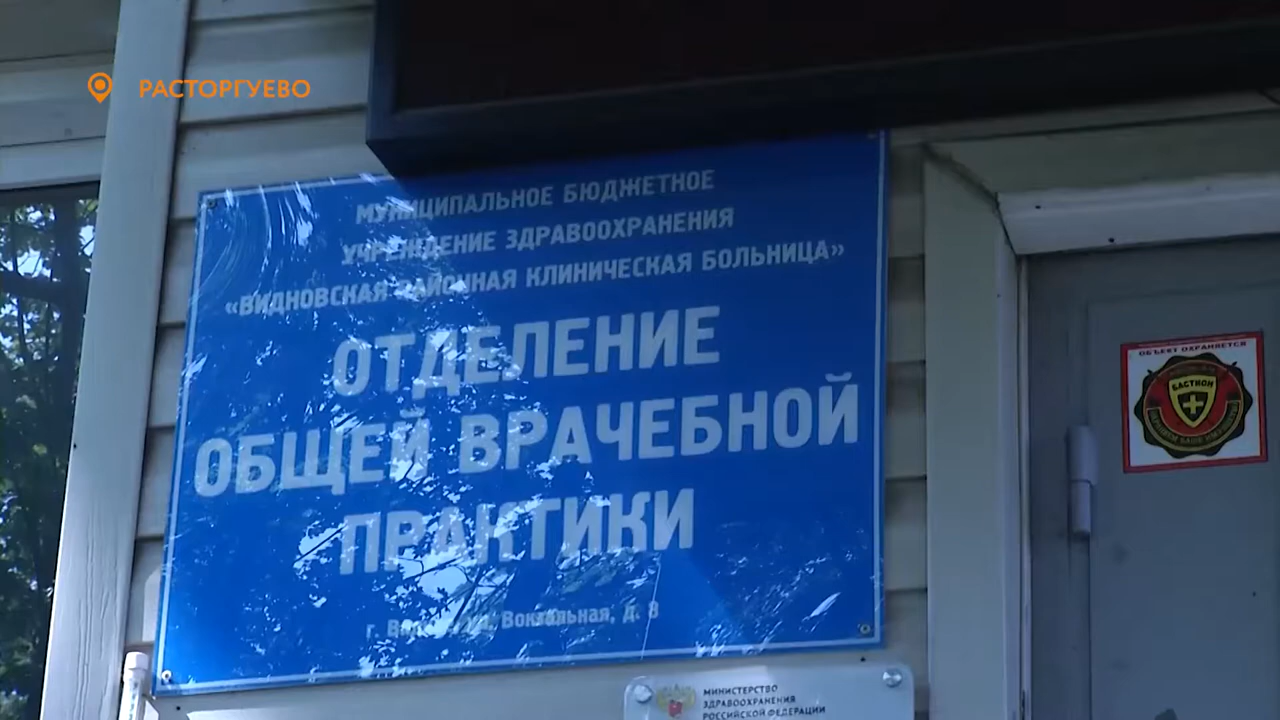 РАСТОРГУЕВО
МУНИЦИПАЛЬНОЕ БЮДЖЕТНОЕ
УЧРЕЖДЕНИЕ ЗДРАВООХРАНЕНИЯ
«ВИДНОВСКАЯ РАЙОННАЯ КЛИНИЧЕСКАЯ БОЛЬНИЦА»
ОТДЕЛЕНИЕ
ОБЩЕЙ ВРАЧЕБНОЙ
ПРАКТИКИ
г. ул. Вокзальная, д. 8
ОБЪЕКТ ОХРАНЯЕТСЯ
БАСТИОН
МИНИСТЕРСТВО
ЗДРАВООХРАНЕНИЯ
РОССИЙСКОЙ ФЕДЕРАЦИИ